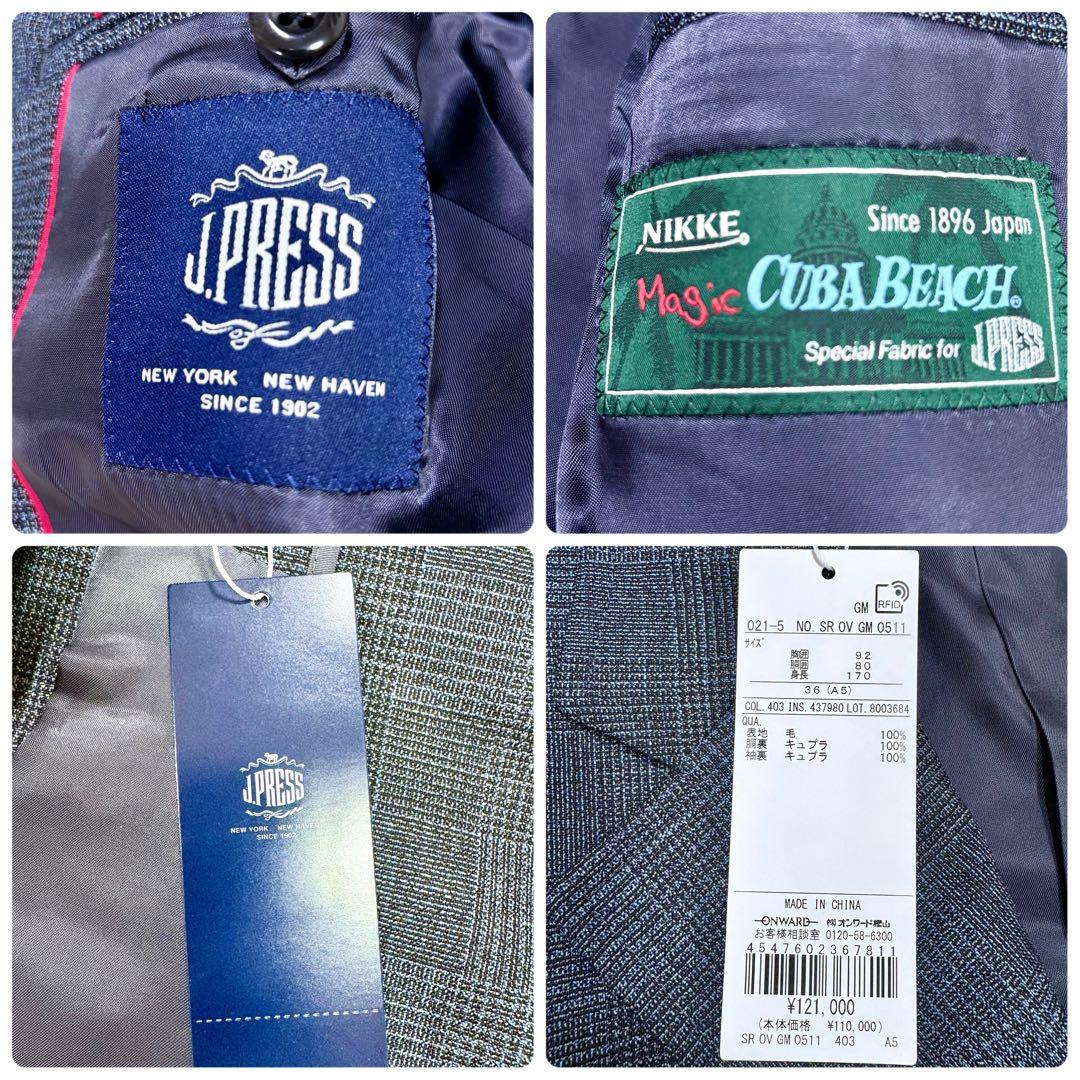 J.PRESS
NEW YORK NEW HAVEN
SINCE 1902
NIKKE
Since 1896 Japan
Magic CUBA BEACH®
Special Fabric for J.PRESS
J.PRESS
NEW YORK NEW HAVEN
SINCE 1902
GM RFID
021-5 NO. SR OV GM 0511
サイズ
胸囲 92
胴囲 80
身長 170
36 (A5)
COL. 403 INS. 437980 LOT. 8003684
QUA.
表地 毛 100%
胴裏 キュプラ 100%
袖裏 キュプラ 100%
MADE IN CHINA
ONWARD ㈱オンワード樫山
お客様相談室 0120-58-6300
4547602367811
¥121,000
(本体価格 ¥110,000)
SR OV GM 0511 403 A5